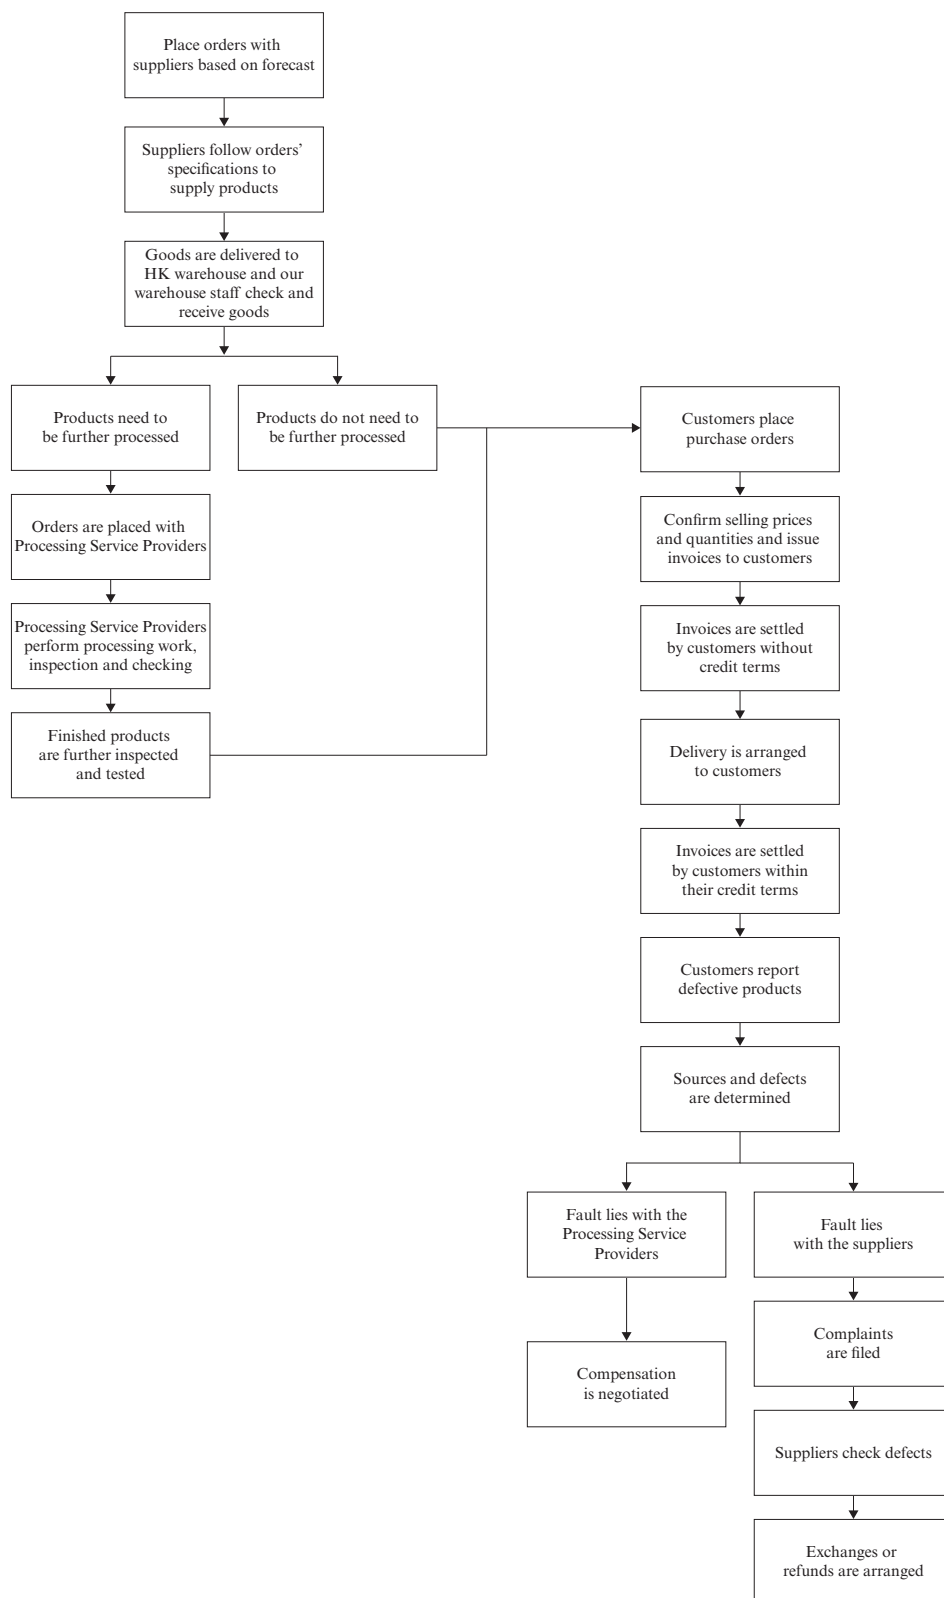 Place orders with
suppliers based on forecast
Suppliers follow orders’
specifications to
supply products
Goods are delivered to
HK warehouse and our
warehouse staff check and
receive goods
Products need to
be further processed
Products do not need to
be further processed
Orders are placed with
Processing Service Providers
Processing Service Providers
perform processing work,
inspection and checking
Finished products
are further inspected
and tested
Customers place
purchase orders
Confirm selling prices
and quantities and issue
invoices to customers
Invoices are settled
by customers without
credit terms
Delivery is arranged
to customers
Invoices are settled
by customers within
their credit terms
Customers report
defective products
Sources and defects
are determined
Fault lies with the
Processing Service
Providers
Compensation
is negotiated
Fault lies
with the suppliers
Complaints
are filed
Suppliers check defects
Exchanges or
refunds are arranged